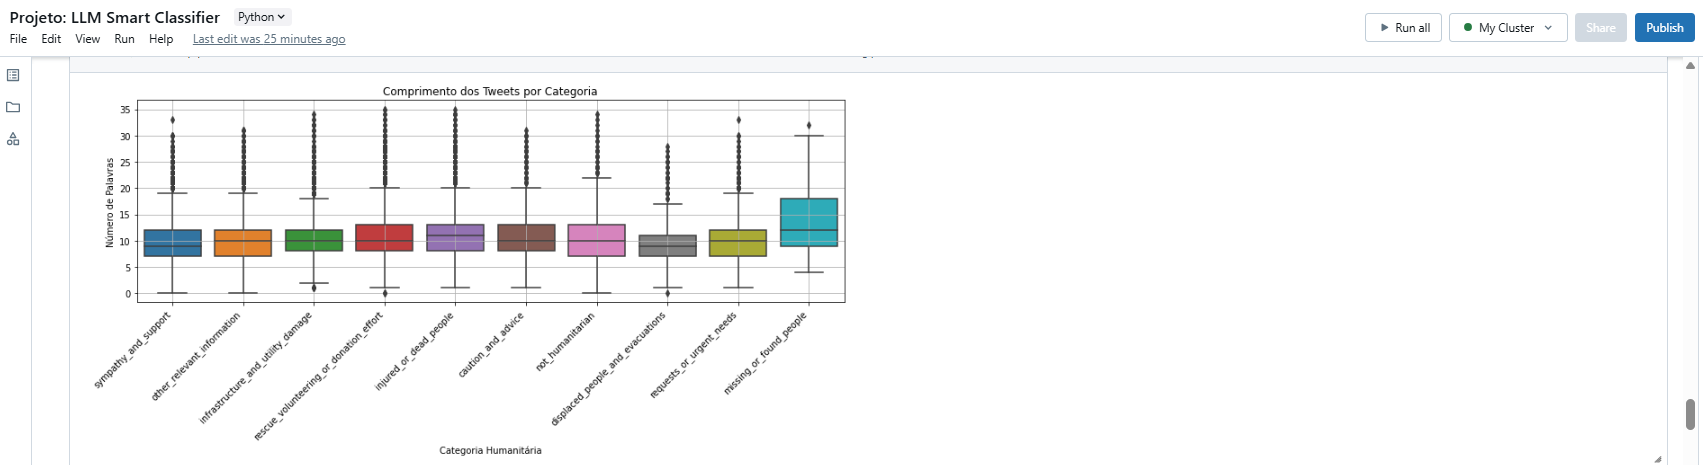 Projeto: LLM Smart Classifier Python
File Edit View Run Help Last edit was 25 minutes ago
Run all My Cluster Share Publish
Comprimento dos Tweets por Categoria
Número de Palavras
35
30
25
20
15
10
5
0
sympathy_and_support
other_relevant_information
infrastructure_and_utility_damage
rescue_volunteering_or_donation_effort
injured_or_dead_people
caution_and_advice
not_humanitarian
displaced_people_and_evacuations
requests_or_urgent_needs
missing_or_found_people
Categoria Humanitária